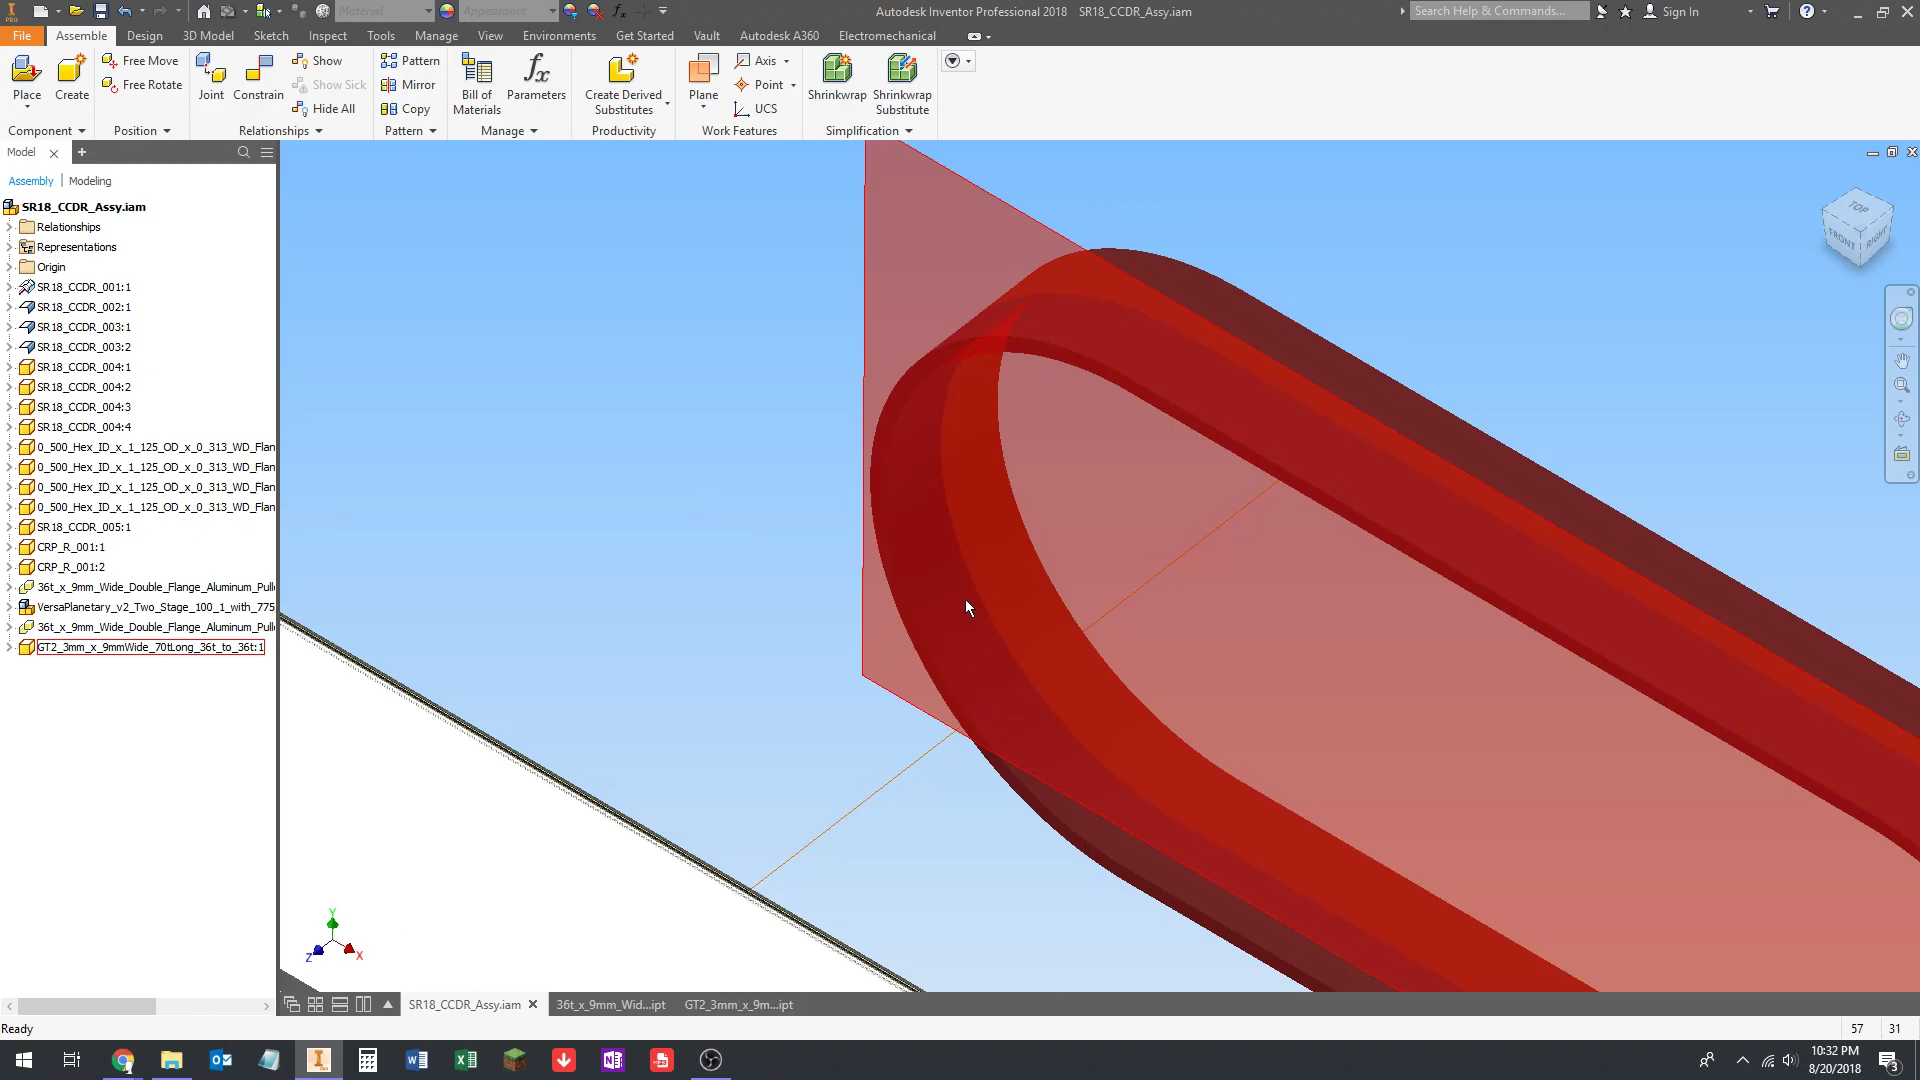 PRO
Material
Appearance
fx
Autodesk Inventor Professional 2018 SR18_CCDR_Assy.iam
Search Help & Commands...
Sign In
File Assemble Design 3D Model Sketch Inspect Tools Manage View Environments Get Started Vault Autodesk A360 Electromechanical
Place
Create
Free Move
Free Rotate
Component
Position
Joint
Constrain
Show
Show Sick
Hide All
Relationships
Pattern
Mirror
Copy
Pattern
Bill of
Materials
fx
Parameters
Manage
Create Derived
Substitutes
Productivity
Plane
Axis
Point
UCS
Work Features
Shrinkwrap
Shrinkwrap
Substitute
Simplification
Model
Assembly | Modeling
SR18_CCDR_Assy.iam
Relationships
Representations
Origin
SR18_CCDR_001:1
SR18_CCDR_002:1
SR18_CCDR_003:1
SR18_CCDR_003:2
SR18_CCDR_004:1
SR18_CCDR_004:2
SR18_CCDR_004:3
SR18_CCDR_004:4
0_500_Hex_ID_x_1_125_OD_x_0_313_WD_Flan
0_500_Hex_ID_x_1_125_OD_x_0_313_WD_Flan
0_500_Hex_ID_x_1_125_OD_x_0_313_WD_Flan
0_500_Hex_ID_x_1_125_OD_x_0_313_WD_Flan
SR18_CCDR_005:1
CRP_R_001:1
CRP_R_001:2
36t_x_9mm_Wide_Double_Flange_Aluminum_Pull
VersaPlanetary_v2_Two_Stage_100_1_with_775
36t_x_9mm_Wide_Double_Flange_Aluminum_Pull
GT2_3mm_x_9mmWide_70tLong_36t_to_36t:1
TOP
FRONT
RIGHT
Y
Z
X
SR18_CCDR_Assy.iam 36t_x_9mm_Wid...ipt GT2_3mm_x_9m...ipt
Ready
57 31
10:32 PM
8/20/2018
3